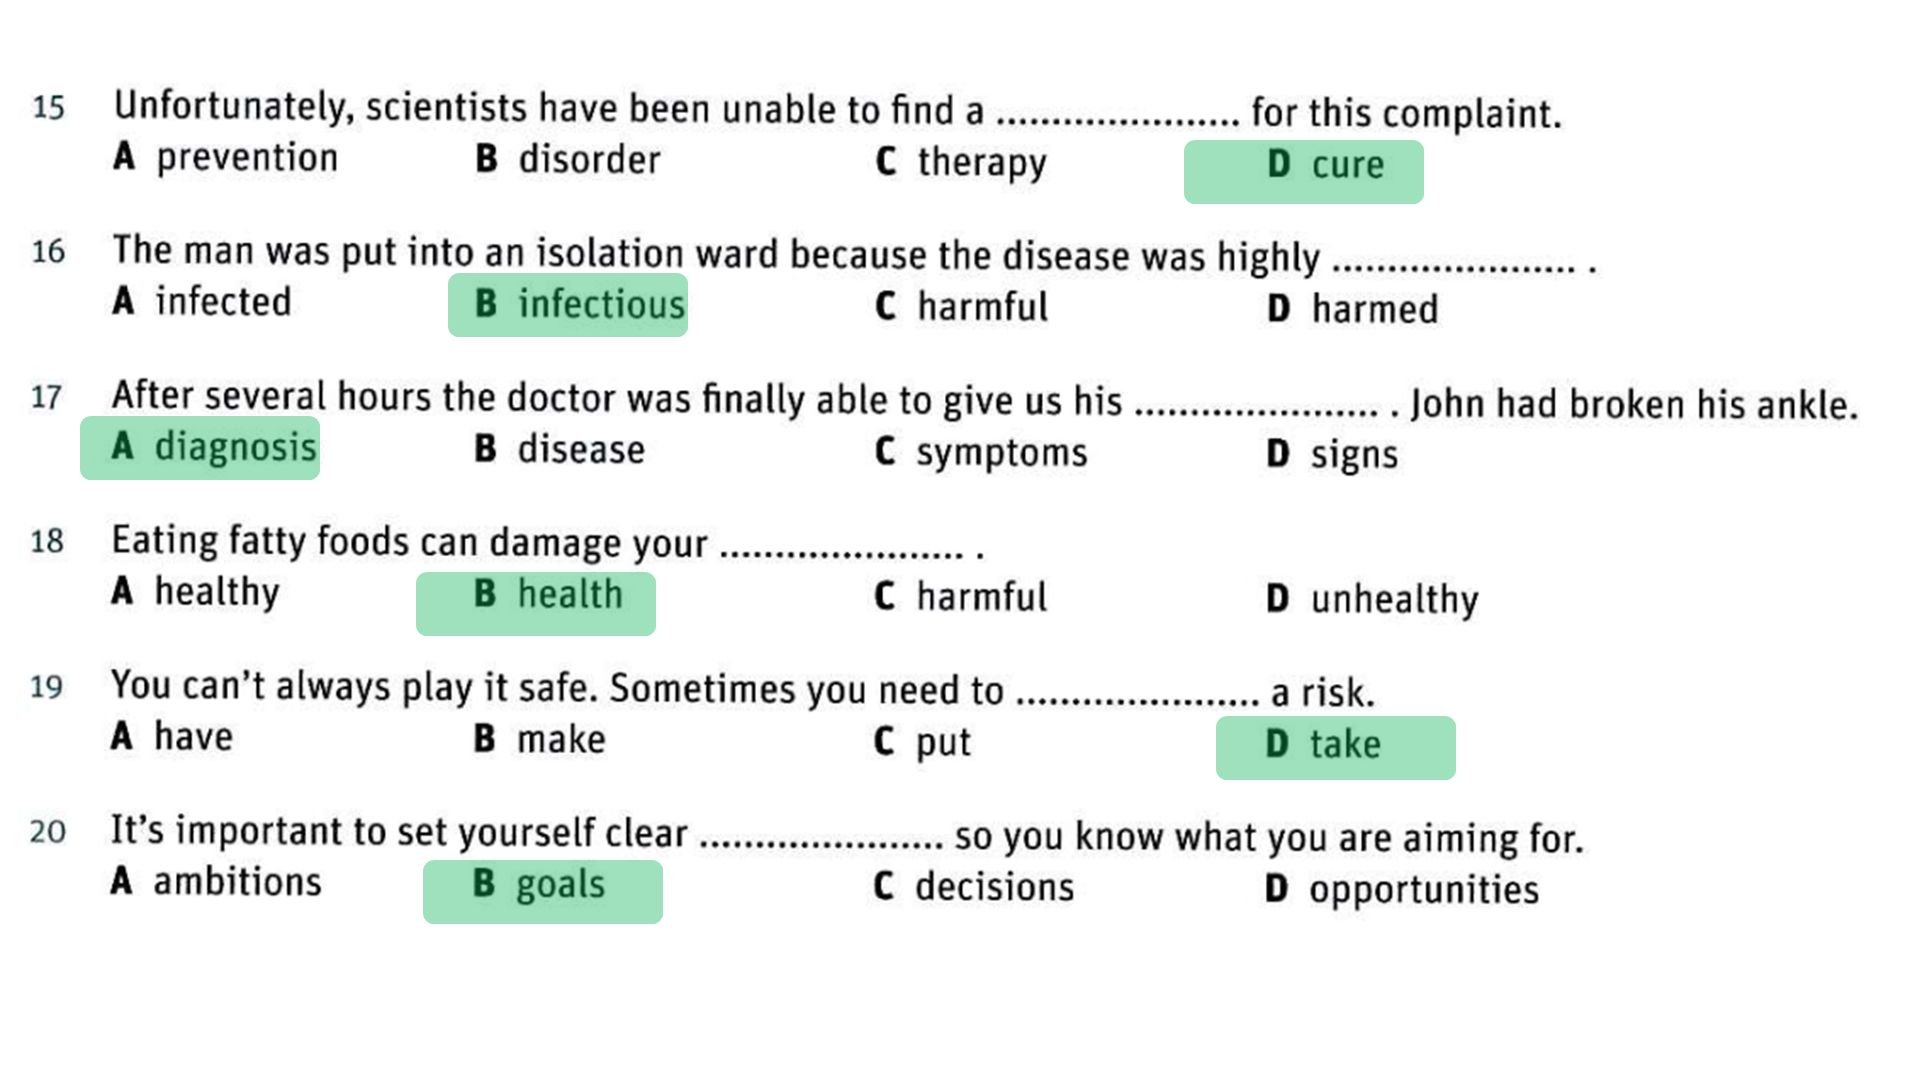 15 Unfortunately, scientists have been unable to find a ...................... for this complaint.
A prevention B disorder C therapy D cure
16 The man was put into an isolation ward because the disease was highly ...................... .
A infected B infectious C harmful D harmed
17 After several hours the doctor was finally able to give us his ...................... . John had broken his ankle.
A diagnosis B disease C symptoms D signs
18 Eating fatty foods can damage your ...................... .
A healthy B health C harmful D unhealthy
19 You can't always play it safe. Sometimes you need to ...................... a risk.
A have B make C put D take
20 It's important to set yourself clear ...................... so you know what you are aiming for.
A ambitions B goals C decisions D opportunities